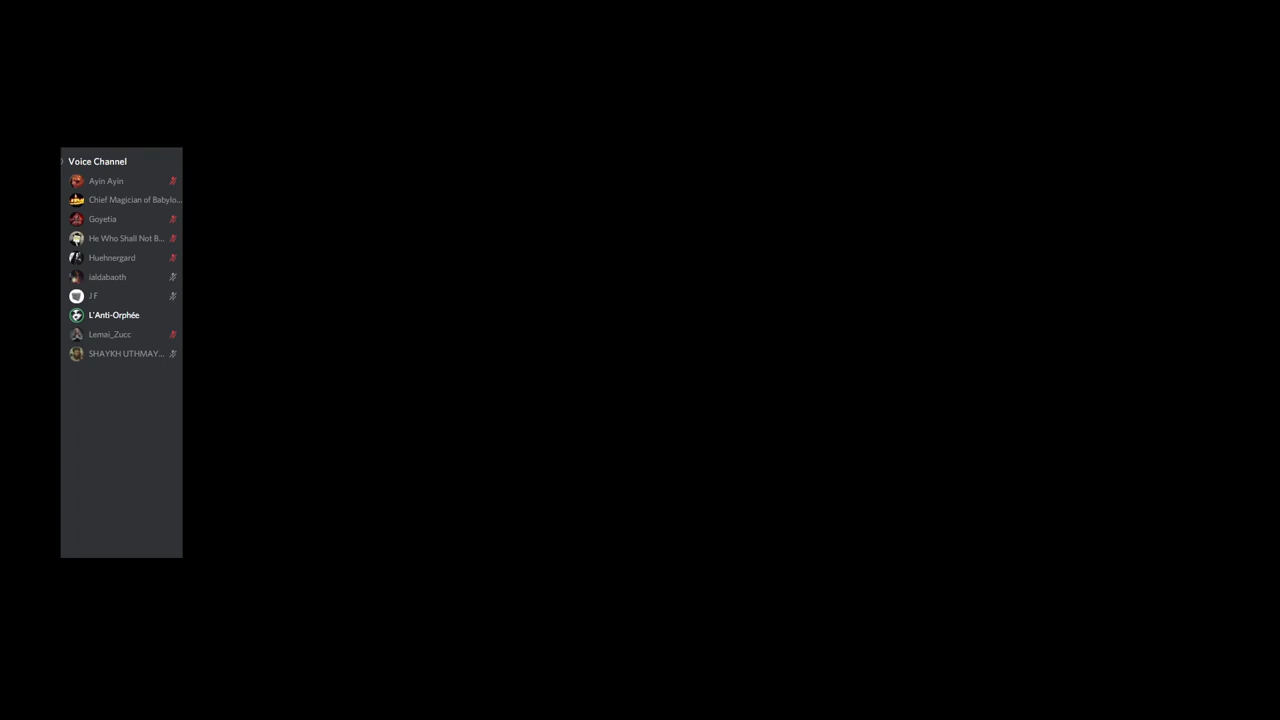 Voice Channel
Ayin Ayin
Chief Magician of Babylo...
Goyetia
He Who Shall Not B...
Huehnergard
ialdabaoth
J F
L'Anti-Orphée
Lemai_Zucc
SHAYKH UTHMAY...